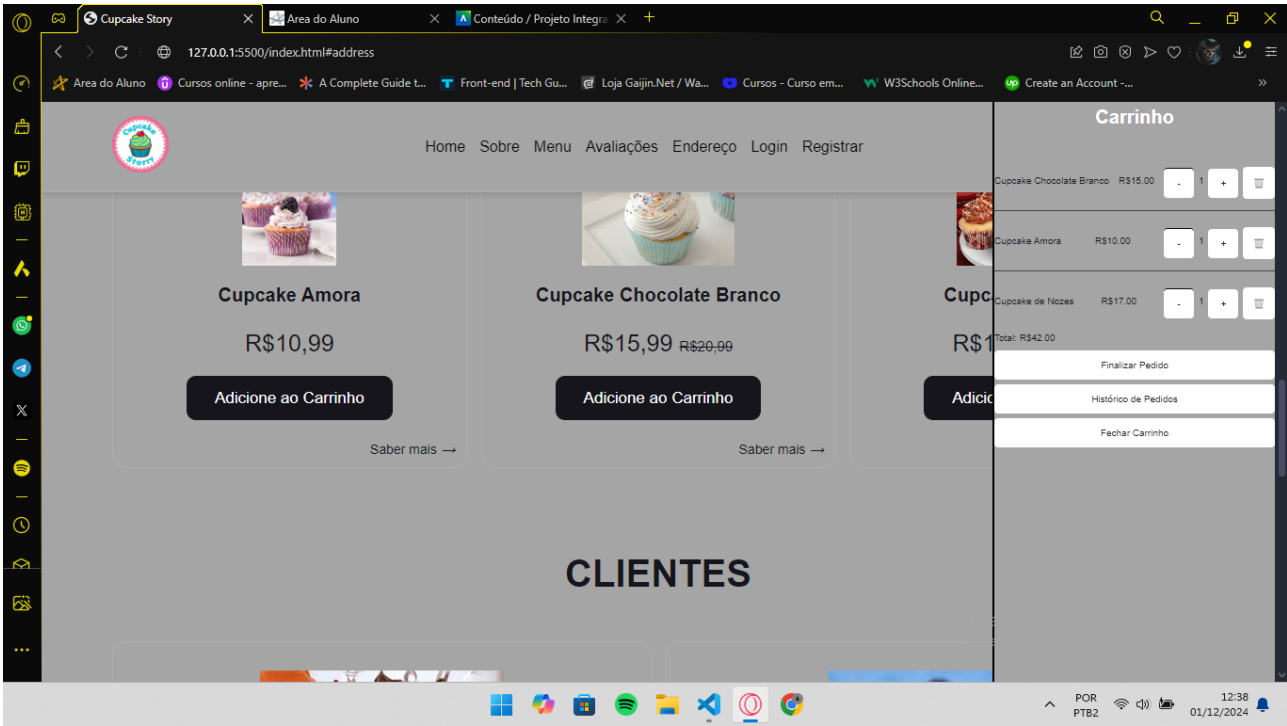 Cupcake Story
Area do Aluno
Conteúdo / Projeto Integra
127.0.0.1:5500/index.html#address
Area do Aluno
Cursos online - apre...
A Complete Guide t...
Front-end | Tech Gu...
Loja Gaijin.Net / Wa...
Cursos - Curso em...
W3Schools Online...
Create an Account -...
Cupcake
Story
Home Sobre Menu Avaliações Endereço Login Registrar
Cupcake Amora
R$10,99
Adicione ao Carrinho
Saber mais →
Cupcake Chocolate Branco
R$15,99 R$20,99
Adicione ao Carrinho
Saber mais →
Cupc
R$1
Adicio
CLIENTES
Carrinho
Cupcake Chocolate Branco R$15.00 - 1 +
Cupcake Amora R$10.00 - 1 +
Cupcake de Nozes R$17.00 - 1 +
Total: R$42.00
Finalizar Pedido
Histórico de Pedidos
Fechar Carrinho
POR
PTB2
12:38
01/12/2024